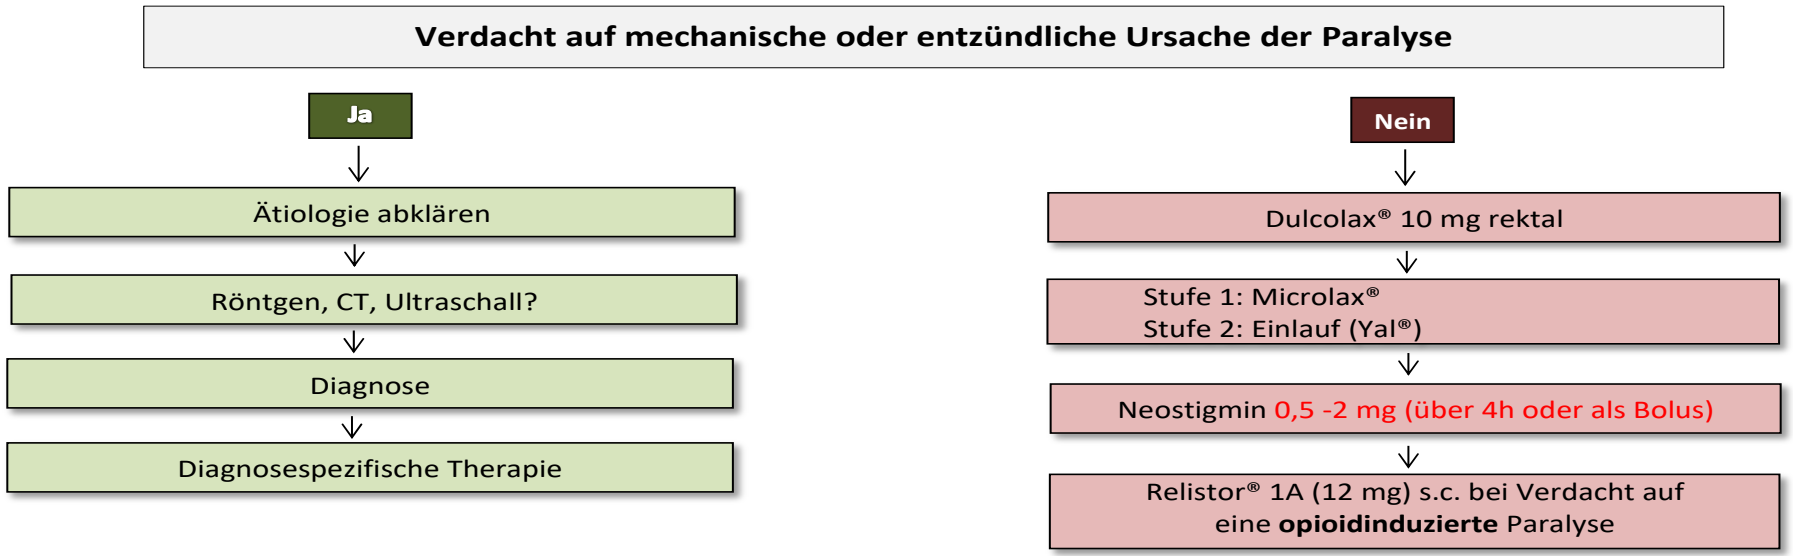 Verdacht auf mechanische oder entzündliche Ursache der Paralyse
Ja
Ätiologie abklären
Röntgen, CT, Ultraschall?
Diagnose
Diagnosespezifische Therapie
Nein
Dulcolax® 10 mg rektal
Stufe 1: Microlax®
Stufe 2: Einlauf (Yal®)
Neostigmin 0,5 -2 mg (über 4h oder als Bolus)
Relistor® 1A (12 mg) s.c. bei Verdacht auf
eine opioidinduzierte Paralyse